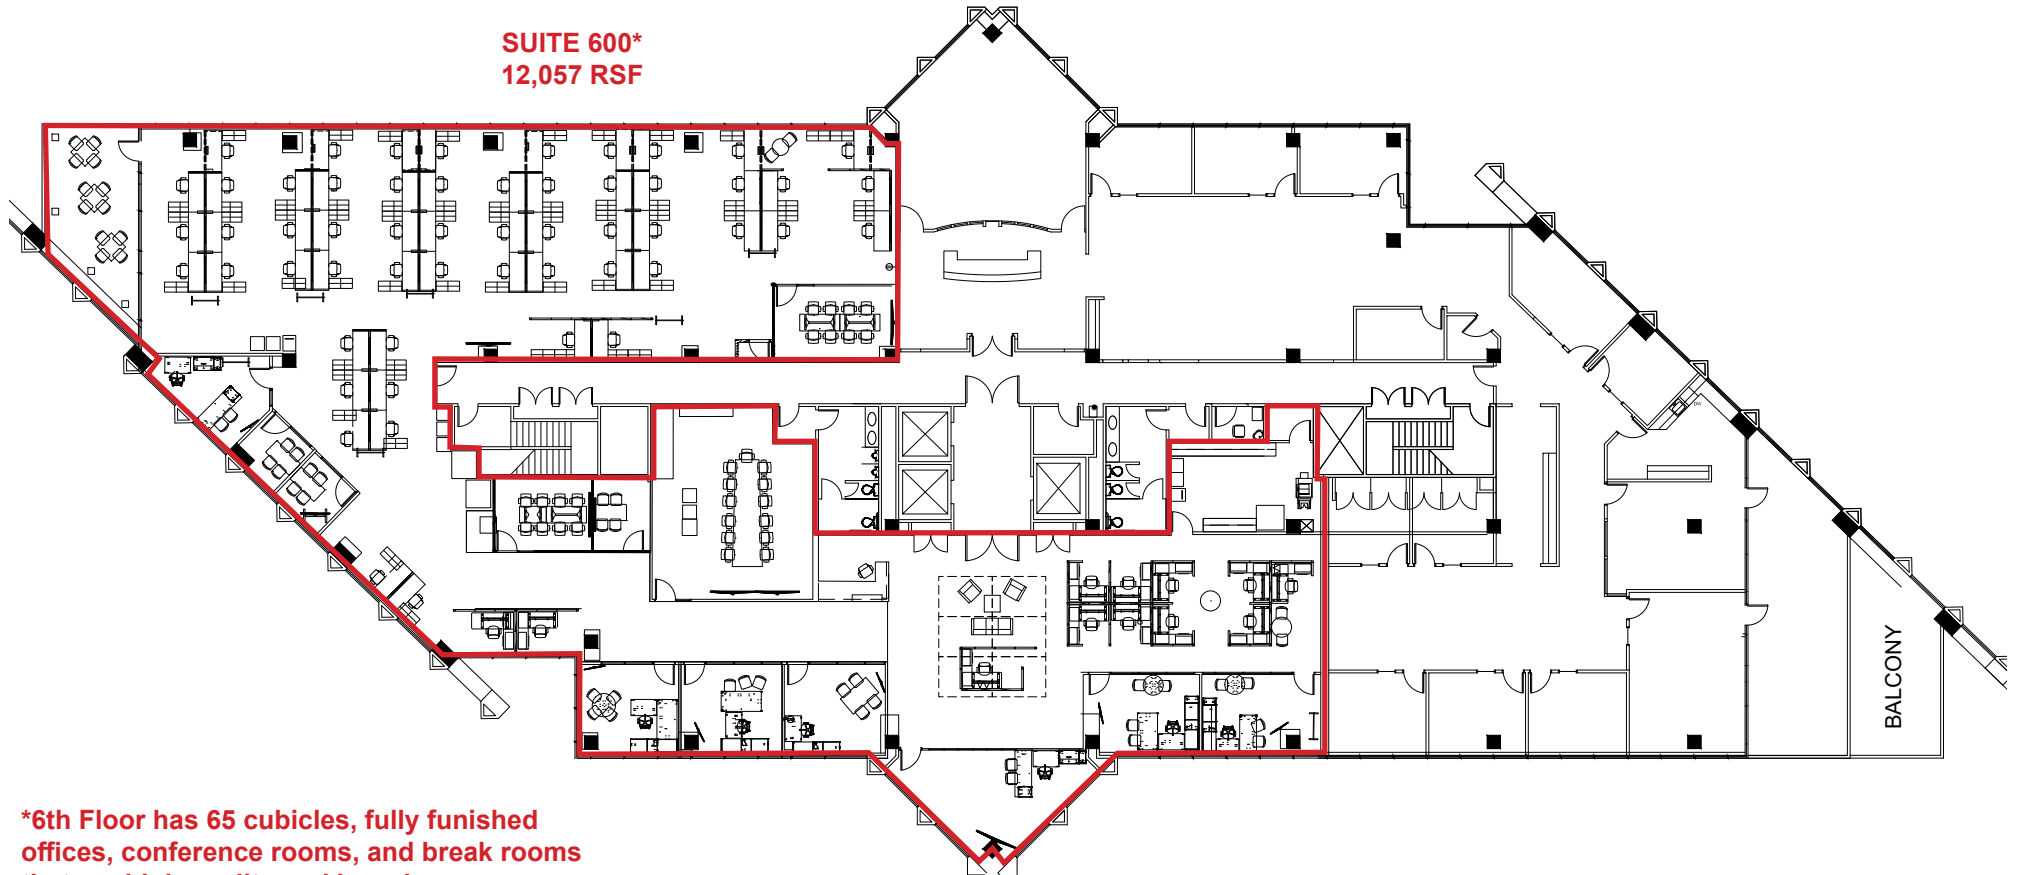 SUITE 600*
12,057 RSF
BALCONY
*6th Floor has 65 cubicles, fully funished
offices, conference rooms, and break rooms